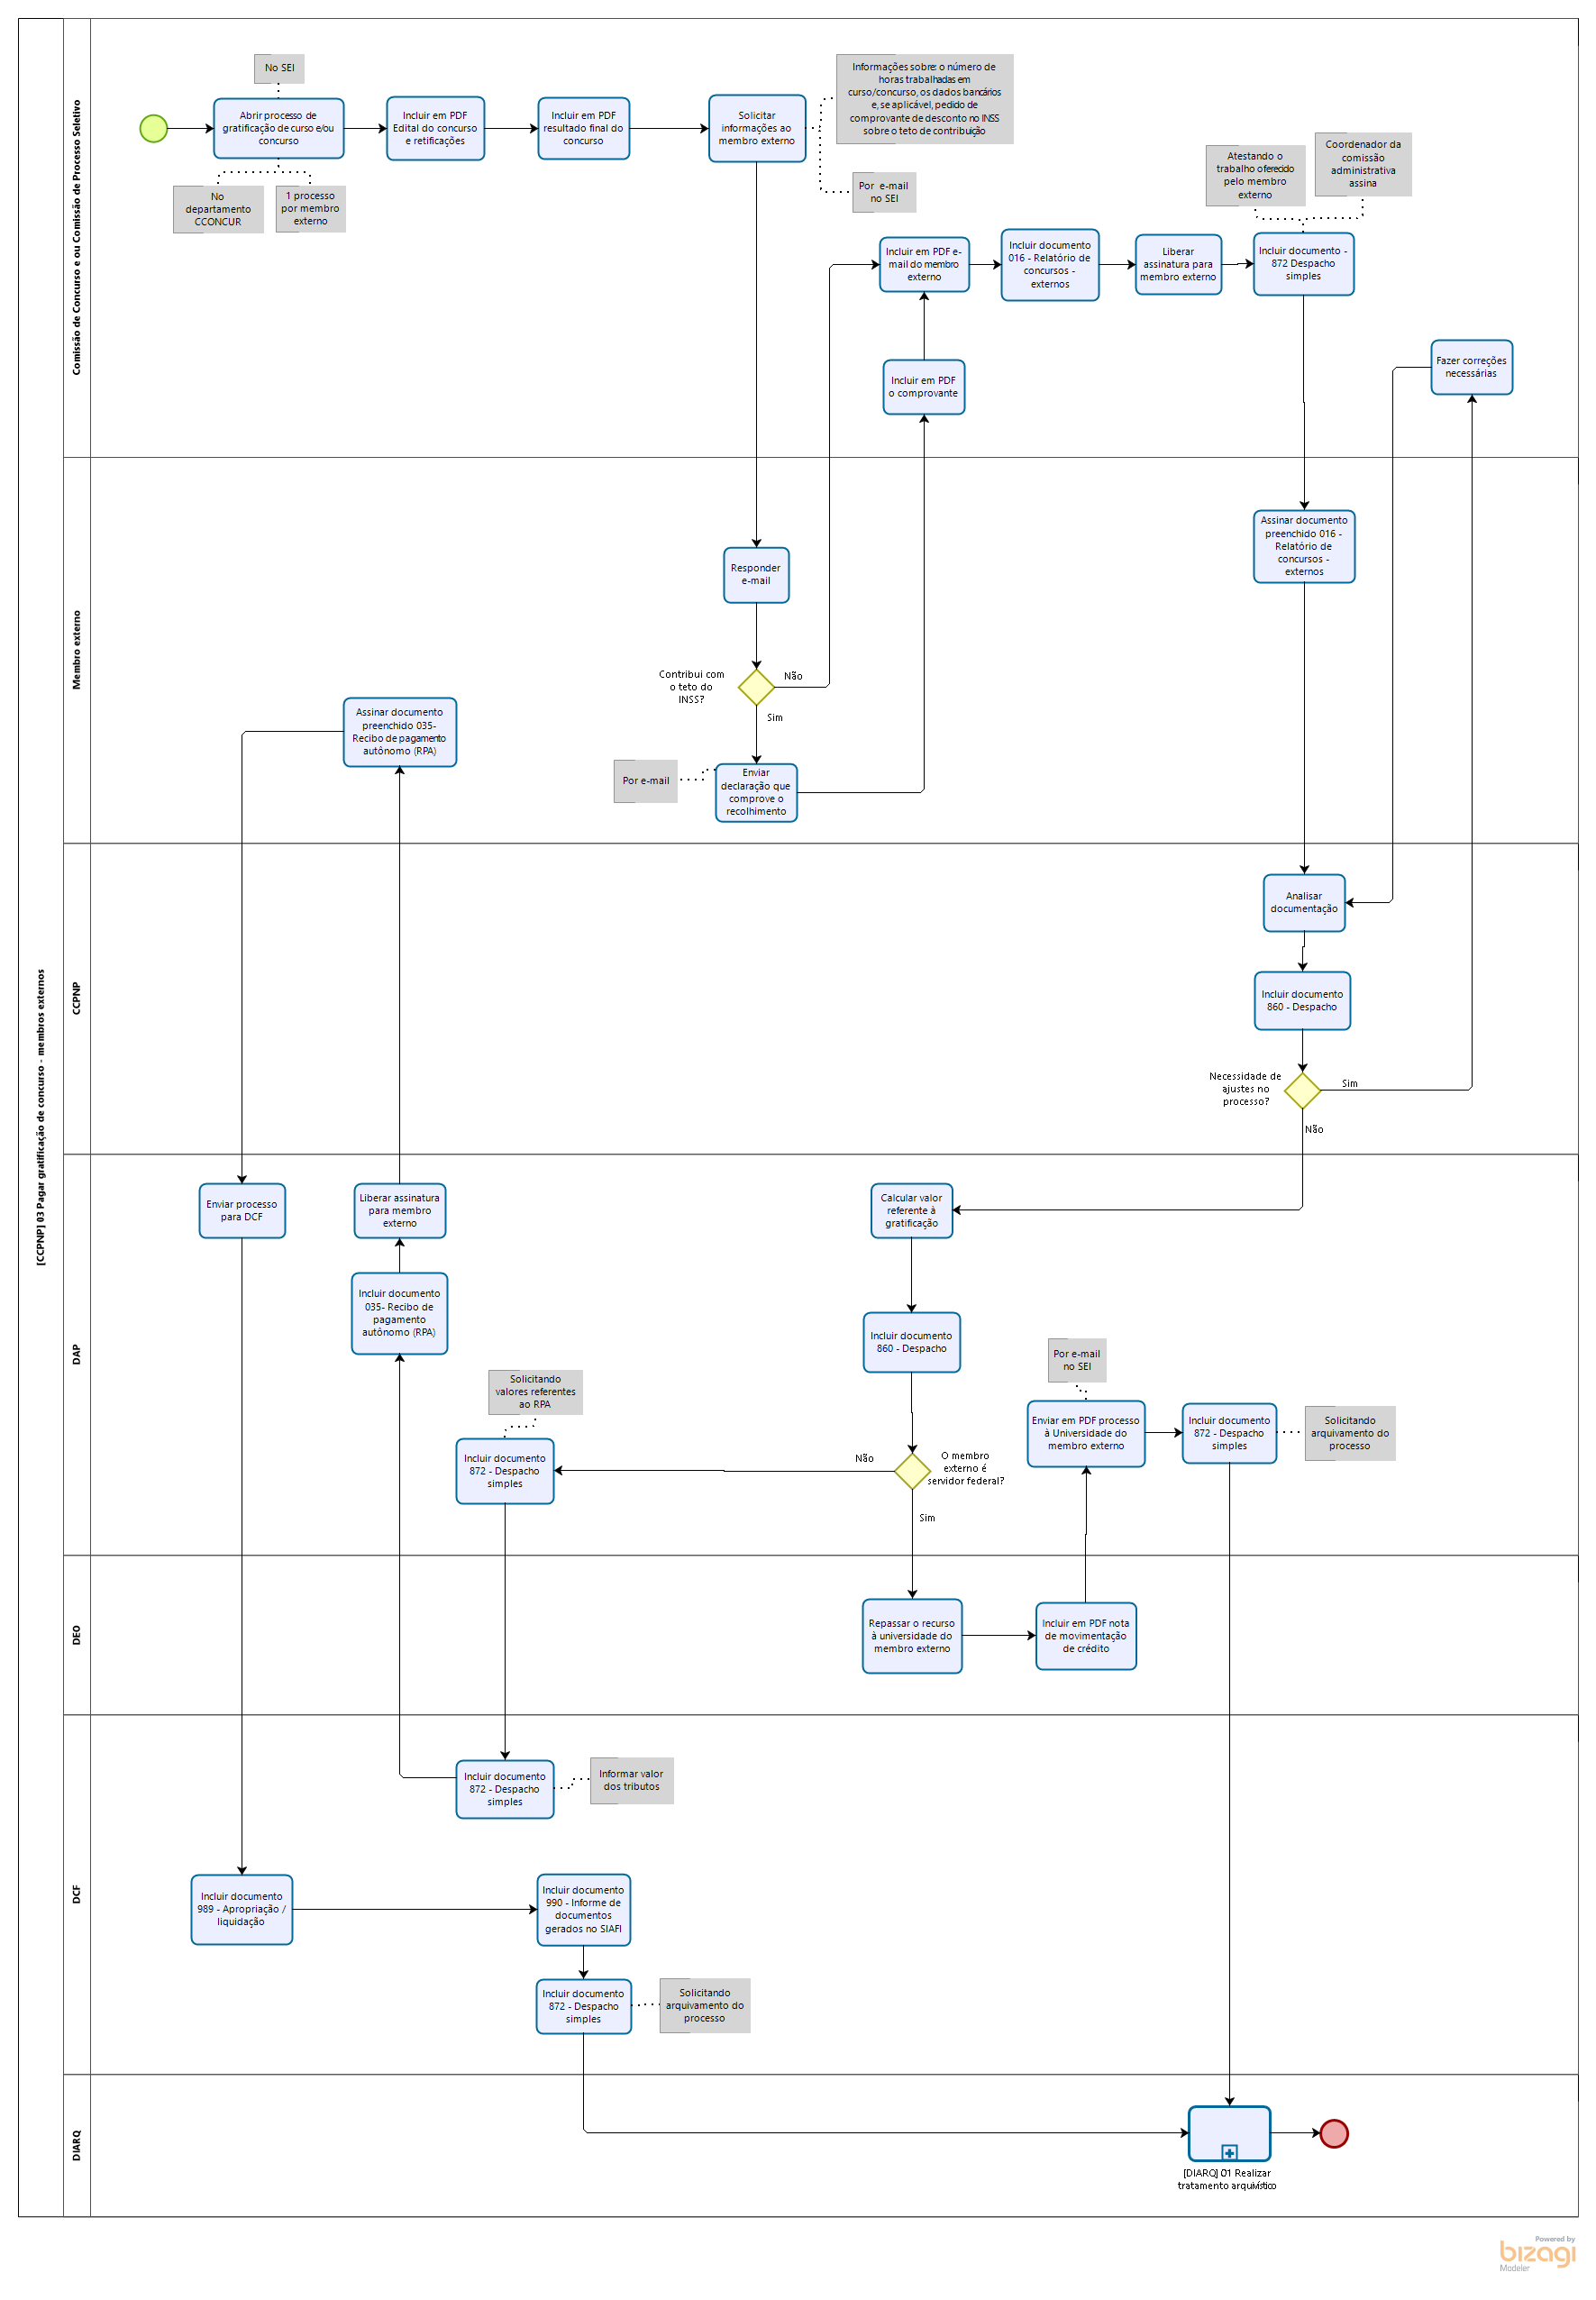 [CCPNP] 03 Pagar gratificação de concurso - membros externos
Comissão de Concurso e ou Comissão de Processo Seletivo
No SEI
Abrir processo de
gratificação de curso e/ou
concurso
No
departamento
CCONCUR
1 processo
por membro
externo
Incluir em PDF
Edital do concurso
e retificações
Incluir em PDF
resultado final do
concurso
Solicitar
informações ao
membro externo
Informações sobre: o número de
horas trabalhadas em
curso/concurso, os dados bancários
e, se aplicável, pedido de
comprovante de desconto no INSS
sobre o teto de contribuição
Por e-mail
no SEI
Incluir em PDF e-
mail do membro
externo
Incluir documento
016 - Relatório de
concursos -
externos
Liberar
assinatura para
membro externo
Atestando o
trabalho oferecido
pelo membro
externo
Coordenador da
comissão
administrativa
assina
Incluir documento -
872 Despacho
simples
Incluir em PDF
o comprovante
Fazer correções
necessárias
Membro externo
Responder
e-mail
Contribui com
o teto do
INSS?
Não
Sim
Por e-mail
Enviar
declaração que
comprove o
recolhimento
Assinar documento
preenchido 016 -
Relatório de
concursos -
externos
Assinar documento
preenchido 035-
Recibo de pagamento
autônomo (RPA)
CCPNP
Analisar
documentação
Incluir documento
860 - Despacho
Necessidade de
ajustes no
processo?
Sim
Não
DAP
Enviar processo
para DCF
Liberar assinatura
para membro
externo
Incluir documento
035- Recibo de
pagamento
autônomo (RPA)
Solicitando
valores referentes
ao RPA
Incluir documento
872 - Despacho
simples
Calcular valor
referente à
gratificação
Incluir documento
860 - Despacho
Não
O membro
externo é
servidor federal?
Sim
Por e-mail
no SEI
Enviar em PDF processo
à Universidade do
membro externo
Incluir documento
872 - Despacho
simples
Solicitando
arquivamento do
processo
DEO
Repassar o recurso
à universidade do
membro externo
Incluir em PDF nota
de movimentação
de crédito
DCF
Incluir documento
872 - Despacho
simples
Informar valor
dos tributos
Incluir documento
989 - Apropriação /
liquidação
Incluir documento
990 - Informe de
documentos
gerados no SIAFI
Incluir documento
872 - Despacho
simples
Solicitando
arquivamento do
processo
DIARQ
[DIARQ] 01 Realizar
tratamento arquivístico
Powered by
bizagi
Modeler